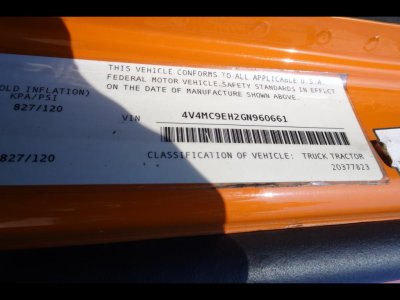 THIS VEHICLE CONFORMS TO ALL APPLICABLE U.S.A.
FEDERAL MOTOR VEHICLE SAFETY STANDARDS IN EFFECT
ON THE DATE OF MANUFACTURE SHOWN ABOVE.
OLD INFLATION)
KPA/PSI
827/120
VIN 4V4MC9EH2GN960661
827/120
CLASSIFICATION OF VEHICLE: TRUCK TRACTOR
20377823